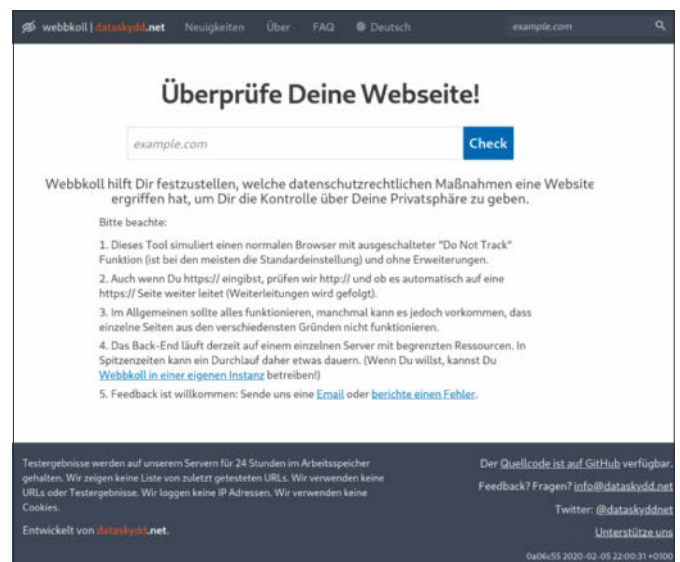 webbkoll | dataskydd.net Neuigkeiten Über FAQ Deutsch example.com
Überprüfe Deine Webseite!
example.com Check
Webbkoll hilft Dir festzustellen, welche datenschutzrechtlichen Maßnahmen eine Website
ergriffen hat, um Dir die Kontrolle über Deine Privatsphäre zu geben.
Bitte beachte:
1. Dieses Tool simuliert einen normalen Browser mit ausgeschalteter "Do Not Track"
Funktion (ist bei den meisten die Standardeinstellung) und ohne Erweiterungen.
2. Auch wenn Du https:// eingibst, prüfen wir http:// und ob es automatisch auf eine
https:// Seite weiter leitet (Weiterleitungen wird gefolgt).
3. Im Allgemeinen sollte alles funktionieren, manchmal kann es jedoch vorkommen, dass
einzelne Seiten aus den verschiedensten Gründen nicht funktionieren.
4. Das Back-End läuft derzeit auf einem einzelnen Server mit begrenzten Ressourcen. In
Spitzenzeiten kann ein Durchlauf daher etwas dauern. (Wenn Du willst, kannst Du
Webbkoll in einer eigenen Instanz betreiben!)
5. Feedback ist willkommen: Sende uns eine Email oder berichte einen Fehler.
Testergebnisse werden auf unserem Servern für 24 Stunden im Arbeitsspeicher
gehalten. Wir zeigen keine Liste von zuletzt getesteten URLs. Wir verwenden keine
URLs oder Testergebnisse. Wir loggen keine IP Adressen. Wir verwenden keine
Cookies.
Entwickelt von dataskydd.net.
Der Quellcode ist auf GitHub verfügbar.
Feedback? Fragen? info@dataskydd.net
Twitter: @dataskyddnet
Unterstütze uns
0a06c55 2020-02-05 22:00:31 +0100